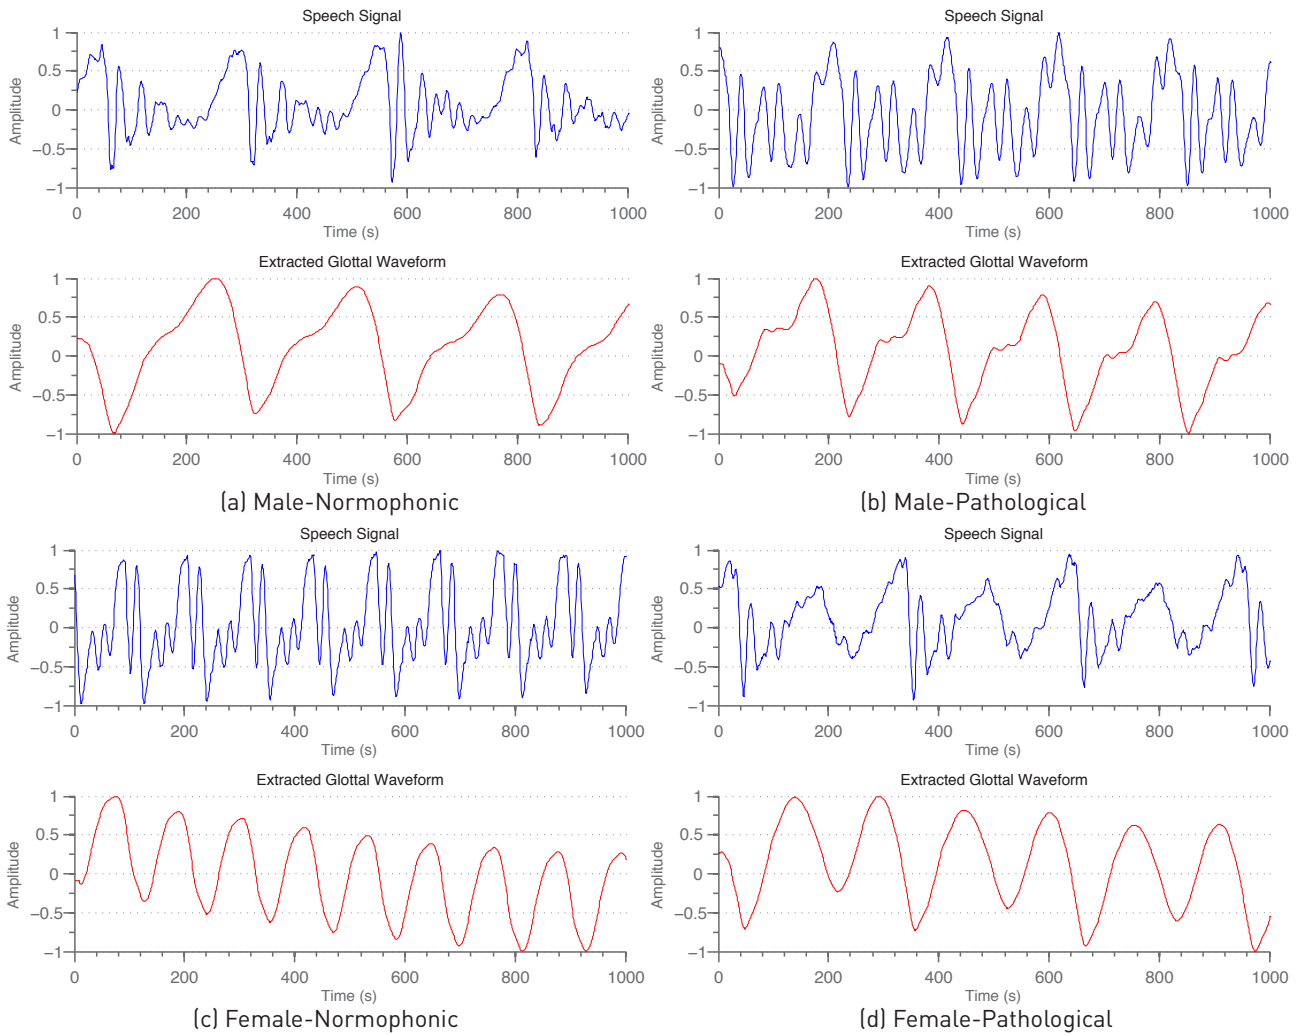 Speech Signal
1
0.5
0
−0.5
−1
Amplitude
0 200 400 600 800 1000
Time (s)
Extracted Glottal Waveform
1
0.5
0
−0.5
−1
Amplitude
0 200 400 600 800 1000
Time (s)
(a) Male-Normophonic
Speech Signal
1
0.5
0
−0.5
−1
Amplitude
0 200 400 600 800 1000
Time (s)
Extracted Glottal Waveform
1
0.5
0
−0.5
−1
Amplitude
0 200 400 600 800 1000
Time (s)
(b) Male-Pathological
Speech Signal
1
0.5
0
−0.5
−1
Amplitude
0 200 400 600 800 1000
Time (s)
Extracted Glottal Waveform
1
0.5
0
−0.5
−1
Amplitude
0 200 400 600 800 1000
Time (s)
(c) Female-Normophonic
Speech Signal
1
0.5
0
−0.5
−1
Amplitude
0 200 400 600 800 1000
Time (s)
Extracted Glottal Waveform
1
0.5
0
−0.5
−1
Amplitude
0 200 400 600 800 1000
Time (s)
(d) Female-Pathological